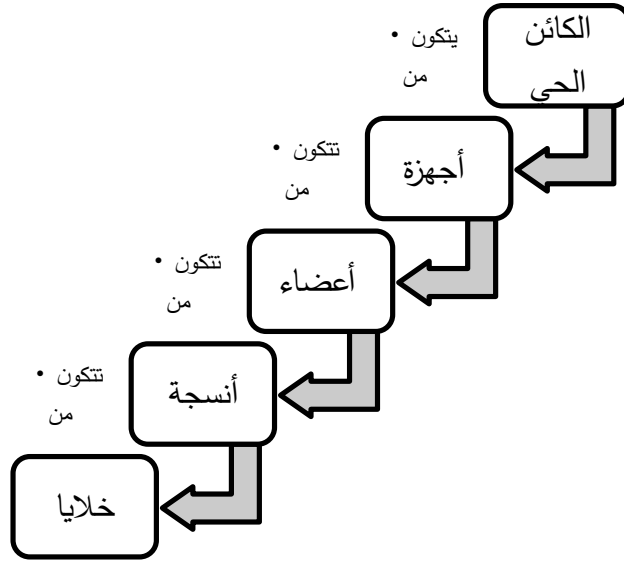 الكائن
الحي
• يتكون
من
أجهزة
• تتكون
من
أعضاء
• تتكون
من
أنسجة
• تتكون
من
خلايا